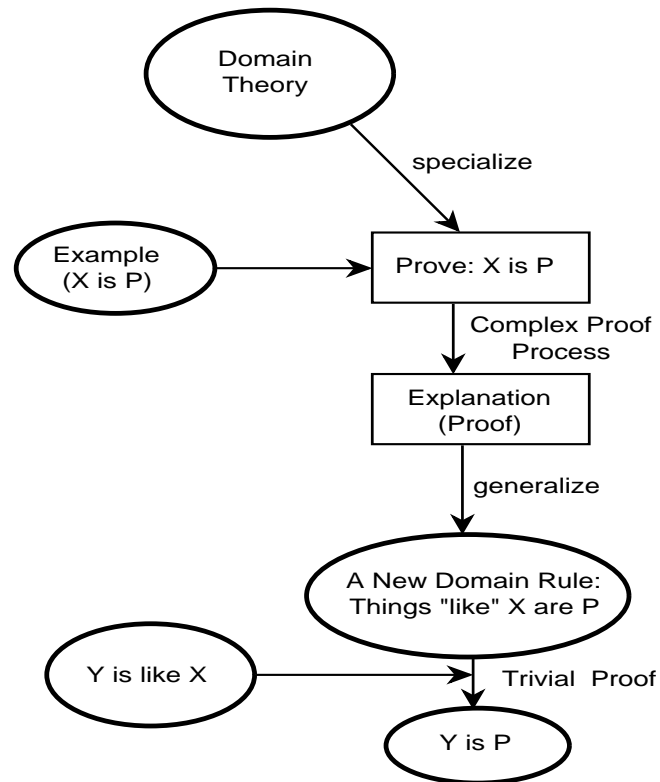 Domain
Theory
specialize
Example
(X is P)
Prove: X is P
Complex Proof
Process
Explanation
(Proof)
generalize
A New Domain Rule:
Things "like" X are P
Y is like X
Trivial Proof
Y is P